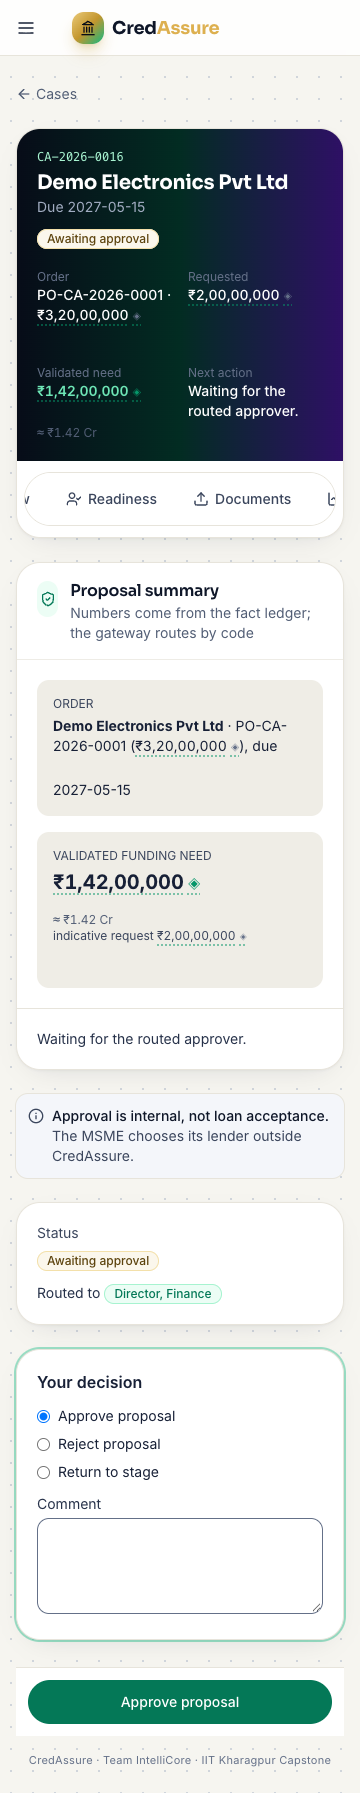 CredAssure
Cases
CA-2026-0016
Demo Electronics Pvt Ltd
Due 2027-05-15
Awaiting approval
Order
PO-CA-2026-0001 ·
₹3,20,00,000
Requested
₹2,00,00,000
Validated need
₹1,42,00,000
≈ ₹1.42 Cr
Next action
Waiting for the
routed approver.
Readiness
Documents
Proposal summary
Numbers come from the fact ledger;
the gateway routes by code
ORDER
Demo Electronics Pvt Ltd · PO-CA-
2026-0001 (₹3,20,00,000 ◈), due
2027-05-15
VALIDATED FUNDING NEED
₹1,42,00,000 ◈
≈ ₹1.42 Cr
indicative request ₹2,00,00,000 ◈
Waiting for the routed approver.
Approval is internal, not loan acceptance.
The MSME chooses its lender outside
CredAssure.
Status
Awaiting approval
Routed to Director, Finance
Your decision
Approve proposal
Reject proposal
Return to stage
Comment
Approve proposal
CredAssure · Team IntelliCore · IIT Kharagpur Capstone